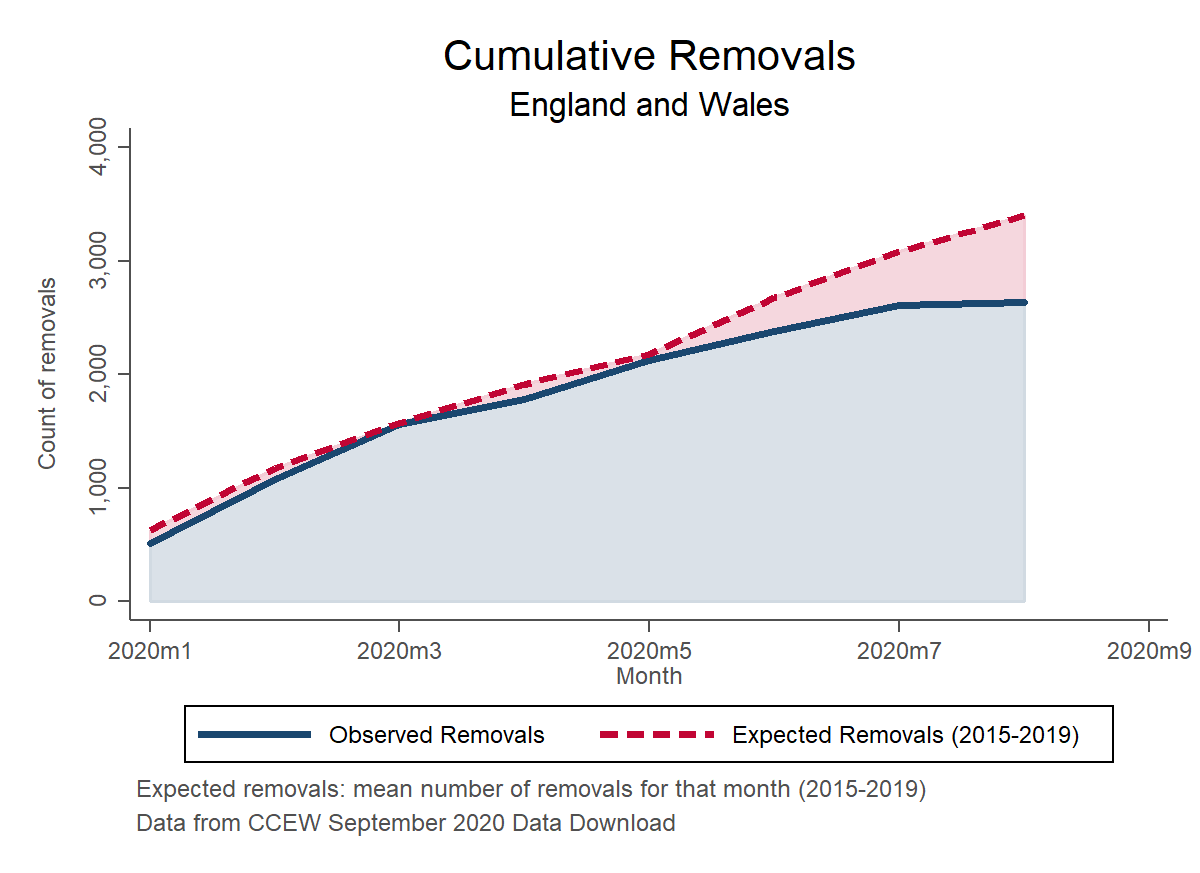 Cumulative Removals
England and Wales
4,000
3,000
2,000
1,000
0
Count of removals
2020m1 2020m3 2020m5 2020m7 2020m9
Month
Observed Removals Expected Removals (2015-2019)
Expected removals: mean number of removals for that month (2015-2019)
Data from CCEW September 2020 Data Download